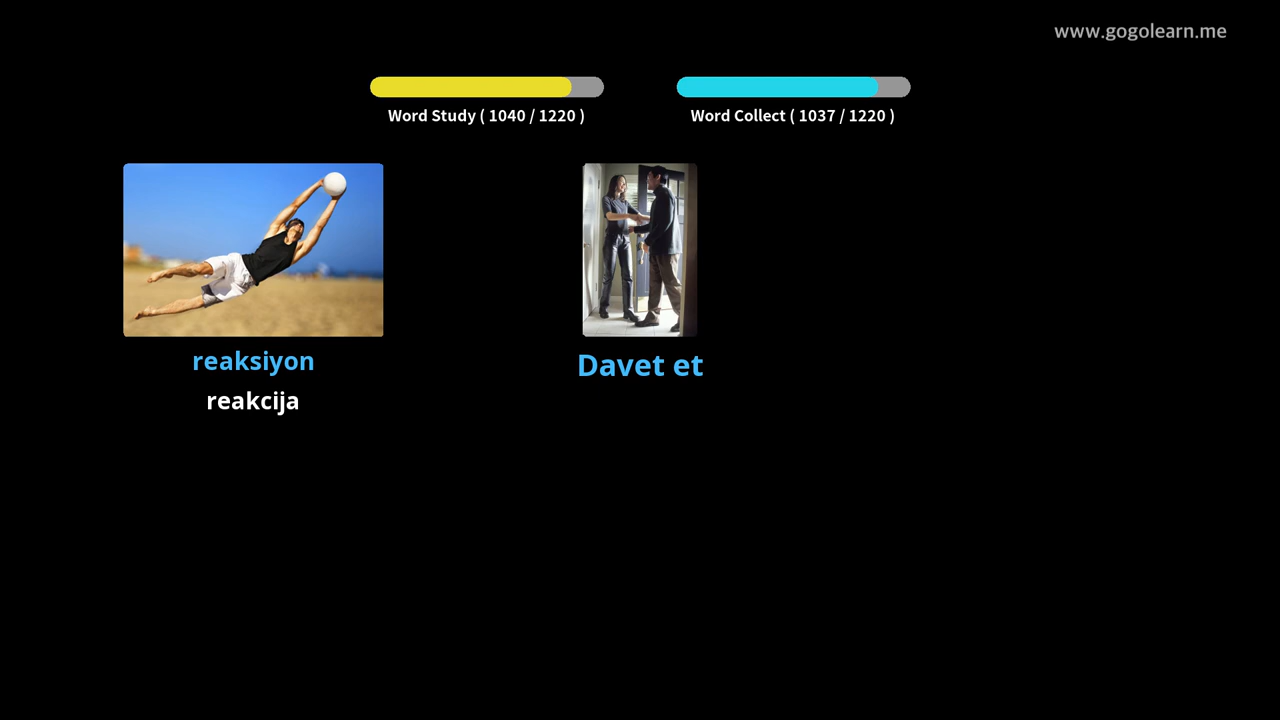 www.gogolearn.me
Word Study ( 1040 / 1220 )
Word Collect ( 1037 / 1220 )
reaksiyon
reakcija
Davet et